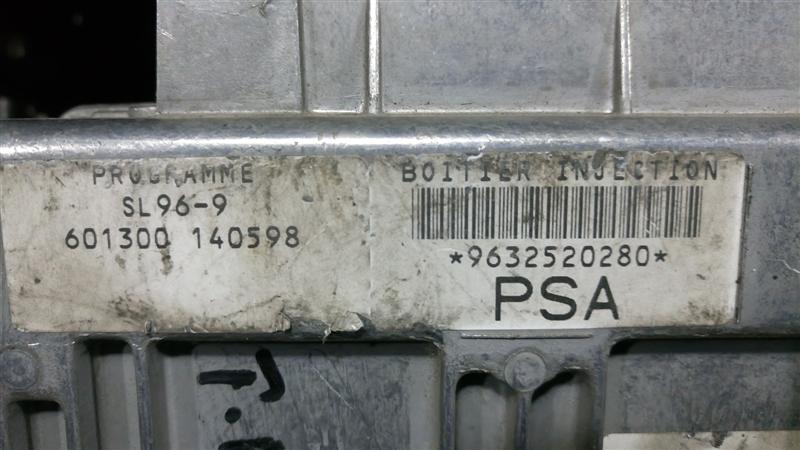 PROGRAMME
SL96-9
601300 140598
BOITIER INJECTION
*9632520280*
PSA